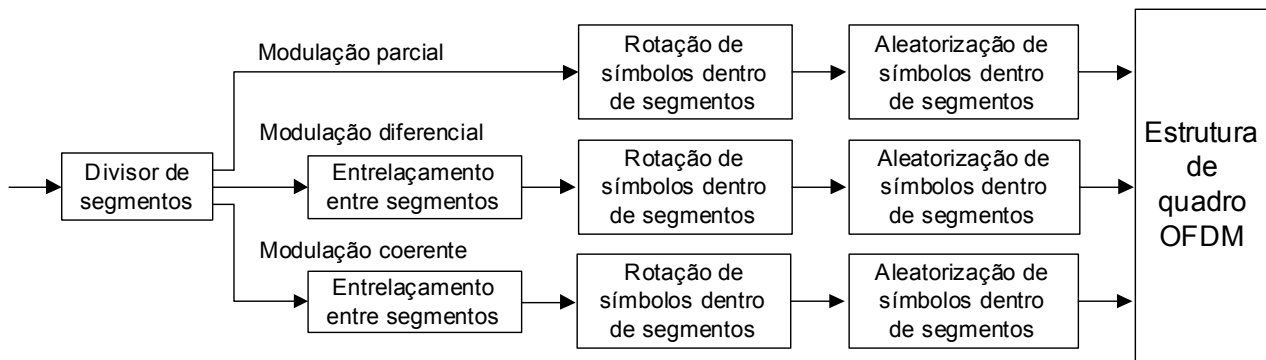 Modulação parcial
Rotação de
símbolos dentro
de segmentos
Aleatorização de
símbolos dentro
de segmentos
Modulação diferencial
Divisor de
segmentos
Entrelaçamento
entre segmentos
Rotação de
símbolos dentro
de segmentos
Aleatorização de
símbolos dentro
de segmentos
Modulação coerente
Entrelaçamento
entre segmentos
Rotação de
símbolos dentro
de segmentos
Aleatorização de
símbolos dentro
de segmentos
Estrutura
de
quadro
OFDM